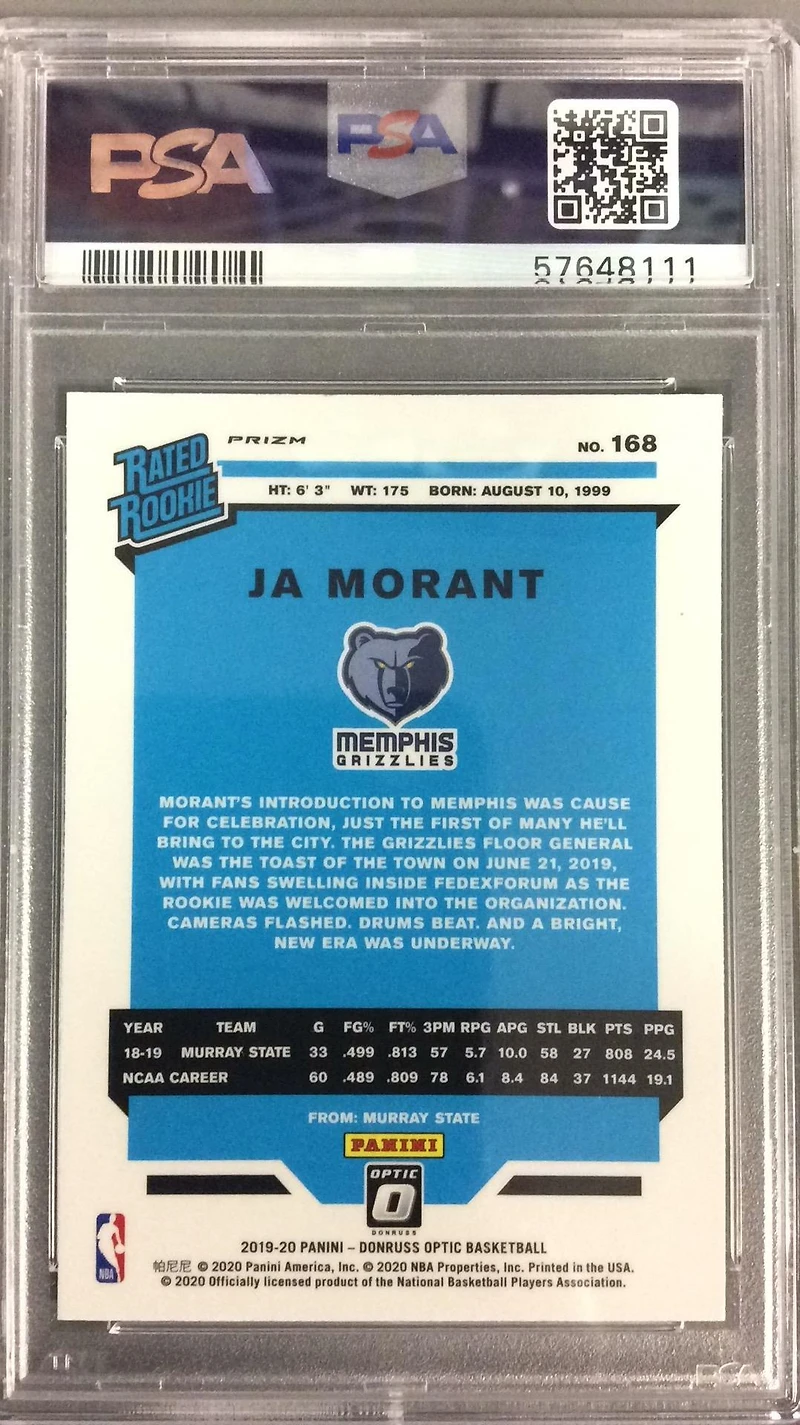 PSA
PSA
57648111
RATED
ROOKIE
PRIZM
NO. 168
HT: 6' 3" WT: 175 BORN: AUGUST 10, 1999
JA MORANT
MEMPHIS
GRIZZLIES
MORANT'S INTRODUCTION TO MEMPHIS WAS CAUSE
FOR CELEBRATION, JUST THE FIRST OF MANY HE'LL
BRING TO THE CITY. THE GRIZZLIES FLOOR GENERAL
WAS THE TOAST OF THE TOWN ON JUNE 21, 2019,
WITH FANS SWELLING INSIDE FEDEXFORUM AS THE
ROOKIE WAS WELCOMED INTO THE ORGANIZATION.
CAMERAS FLASHED. DRUMS BEAT. AND A BRIGHT,
NEW ERA WAS UNDERWAY.
YEAR TEAM G FG% FT% 3PM RPG APG STL BLK PTS PPG
18-19 MURRAY STATE 33 .499 .813 57 5.7 10.0 58 27 808 24.5
NCAA CAREER 60 .489 .809 78 6.1 8.4 84 37 1144 19.1
FROM: MURRAY STATE
PANINI
OPTIC
O
DONRUSS
NBA
2019-20 PANINI – DONRUSS OPTIC BASKETBALL
帕尼尼 © 2020 Panini America, Inc. © 2020 NBA Properties, Inc. Printed in the USA.
© 2020 Officially licensed product of the National Basketball Players Association.
PSA